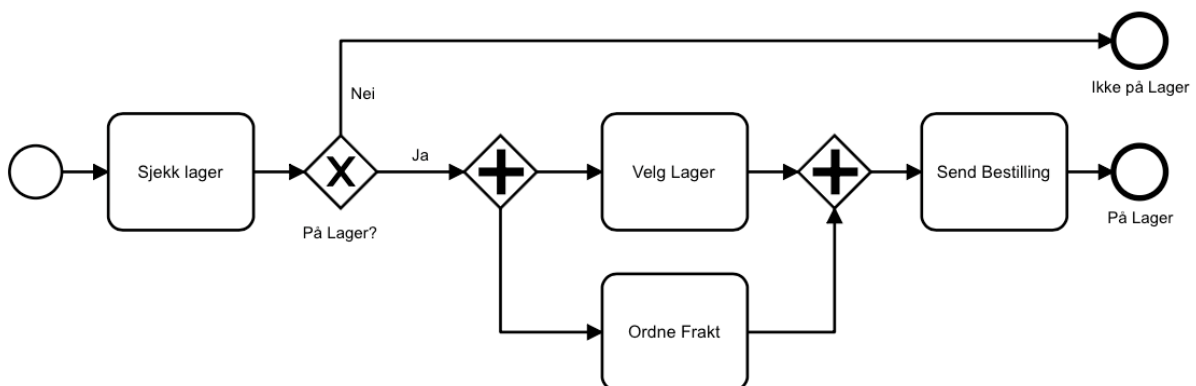 Ikke på Lager
Nei
Sjekk lager
Ja
Velg Lager
Send Bestilling
På Lager?
På Lager
Ordne Frakt